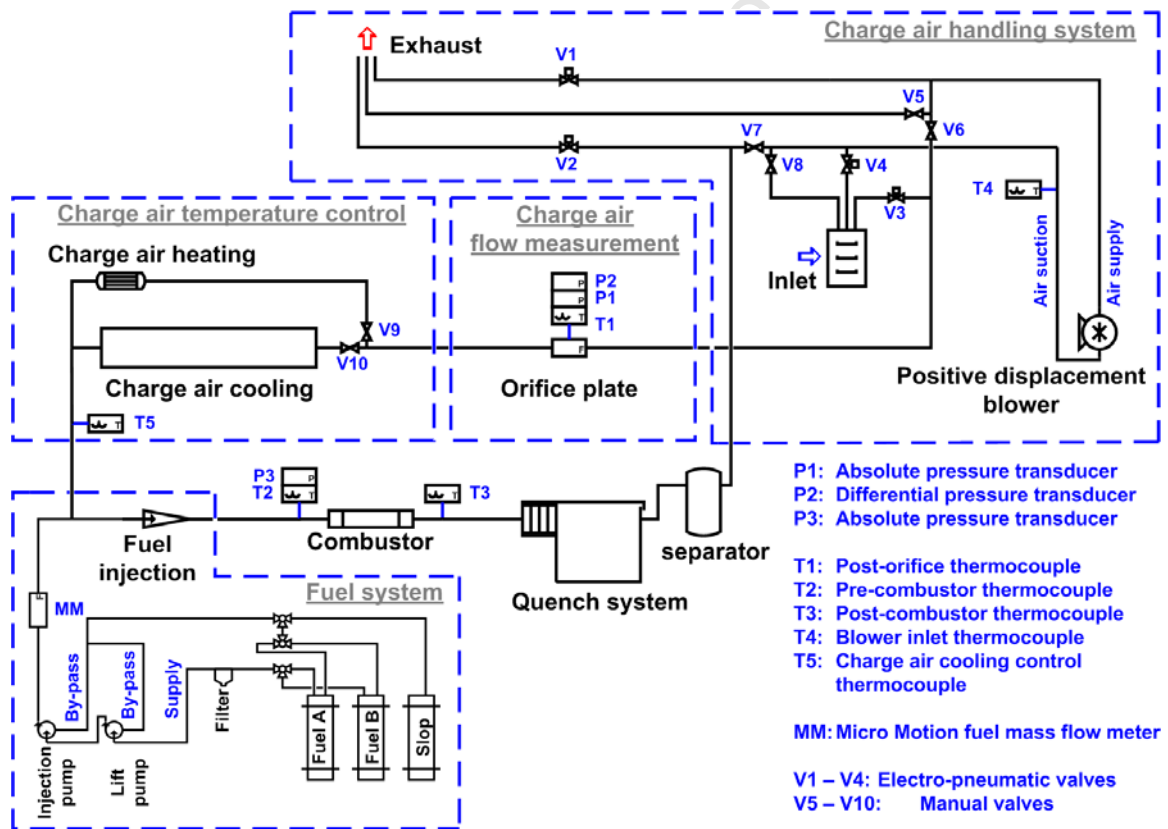 Charge air handling system
Exhaust
V1
V5
V6
V7
V2
V8
V4
T4
V3
Inlet
Air suction
Air supply
Positive displacement
blower
Charge air temperature control
Charge air heating
V9
V10
Charge air cooling
T5
Charge air
flow measurement
P
P2
P
P1
T
T1
F
Orifice plate
T
T
P3
P
T2
T
T
T3
Fuel
injection
Combustor
Quench system
separator
Fuel system
F
MM
By-pass
By-pass
Supply
Filter
Fuel A
Fuel B
Slop
Injection
pump
Lift
pump
P1: Absolute pressure transducer
P2: Differential pressure transducer
P3: Absolute pressure transducer
T1: Post-orifice thermocouple
T2: Pre-combustor thermocouple
T3: Post-combustor thermocouple
T4: Blower inlet thermocouple
T5: Charge air cooling control
thermocouple
MM: Micro Motion fuel mass flow meter
V1 – V4: Electro-pneumatic valves
V5 – V10: Manual valves